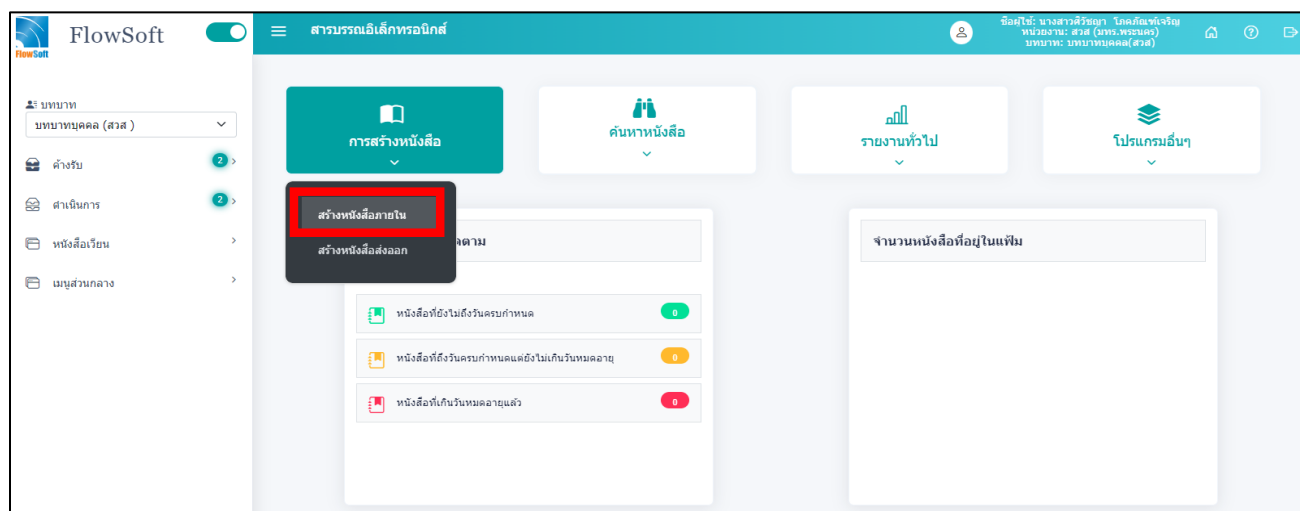 FlowSoft
FlowSoft
สารบรรณอิเล็กทรอนิกส์
ชื่อผู้ใช้: นางสาวศิวัชญา โภคภัณฑ์เจริญ
หน่วยงาน: สวส (มทร.พระนคร)
บทบาท: บทบาทบุคคล(สวส)
บทบาท
บทบาทบุคคล (สวส )
ค้างรับ
2
ดำเนินการ
2
หนังสือเวียน
เมนูส่วนกลาง
การสร้างหนังสือ
ค้นหาหนังสือ
รายงานทั่วไป
โปรแกรมอื่นๆ
สร้างหนังสือภายใน
สร้างหนังสือส่งออก
ตาม
จำนวนหนังสือที่อยู่ในแฟ้ม
หนังสือที่ยังไม่ถึงวันครบกำหนด
0
หนังสือที่ถึงวันครบกำหนดแต่ยังไม่เกินวันหมดอายุ
0
หนังสือที่เกินวันหมดอายุแล้ว
0